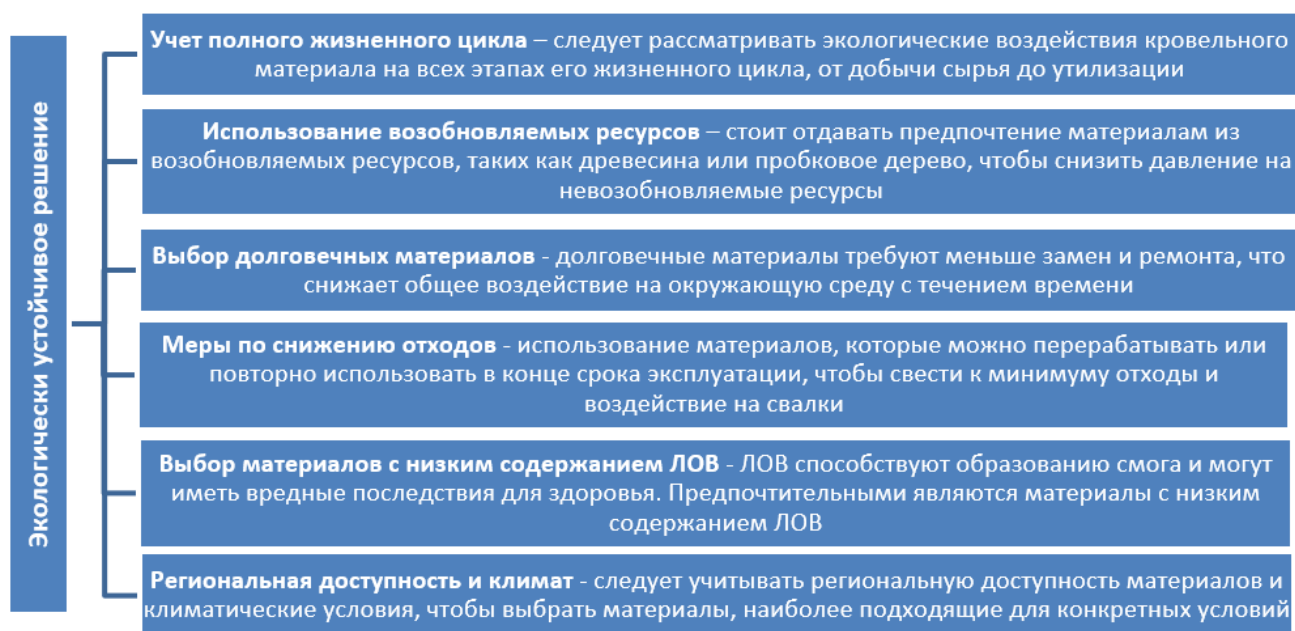 Экологически устойчивое решение
Учет полного жизненного цикла – следует рассматривать экологические воздействия кровельного
материала на всех этапах его жизненного цикла, от добычи сырья до утилизации
Использование возобновляемых ресурсов – стоит отдавать предпочтение материалам из
возобновляемых ресурсов, таких как древесина или пробковое дерево, чтобы снизить давление на
невозобновляемые ресурсы
Выбор долговечных материалов - долговечные материалы требуют меньше замен и ремонта, что
снижает общее воздействие на окружающую среду с течением времени
Меры по снижению отходов - использование материалов, которые можно перерабатывать или
повторно использовать в конце срока эксплуатации, чтобы свести к минимуму отходы и
воздействие на свалки
Выбор материалов с низким содержанием ЛОВ - ЛОВ способствуют образованию смога и могут
иметь вредные последствия для здоровья. Предпочтительными являются материалы с низким
содержанием ЛОВ
Региональная доступность и климат - следует учитывать региональную доступность материалов и
климатические условия, чтобы выбрать материалы, наиболее подходящие для конкретных условий